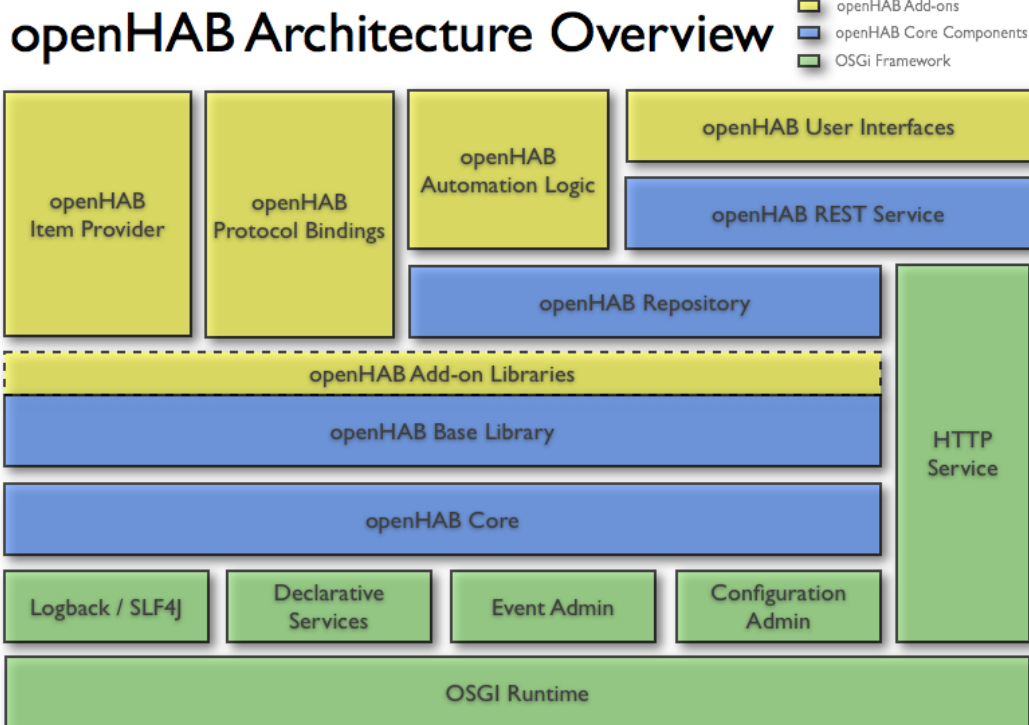 openHAB Architecture Overview
openHAB Add-ons
openHAB Core Components
OSGi Framework
openHAB
Item Provider
openHAB
Protocol Bindings
openHAB
Automation Logic
openHAB User Interfaces
openHAB REST Service
openHAB Repository
openHAB Add-on Libraries
openHAB Base Library
HTTP
Service
openHAB Core
Logback / SLF4J
Declarative
Services
Event Admin
Configuration
Admin
OSGI Runtime